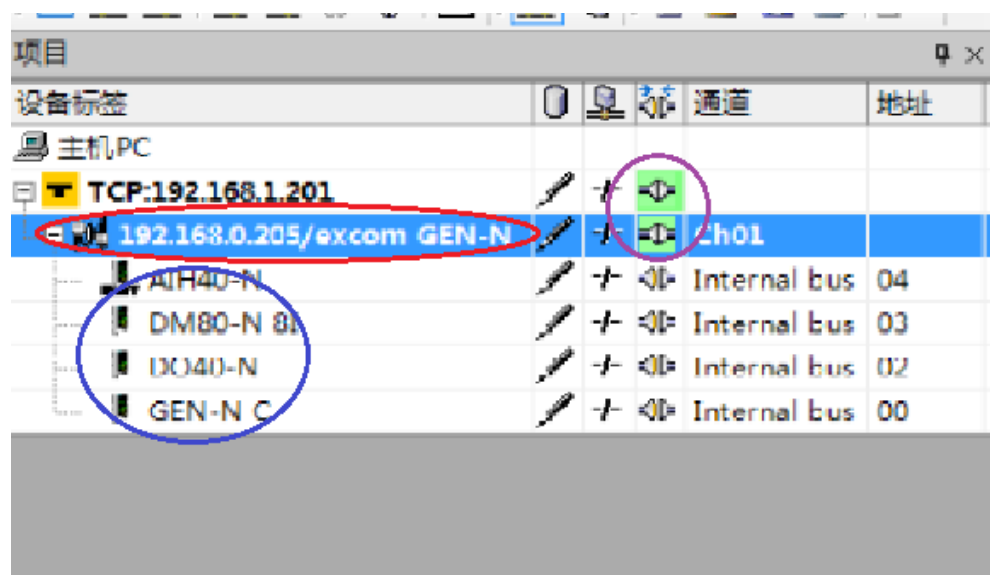 项目
设备标签 通道 地址
主机PC
TCP:192.168.1.201
192.168.0.205/excom GEN-N Ch01
AIH40-N Internal bus 04
DM80-N 8I Internal bus 03
DO40-N Internal bus 02
GEN-N C Internal bus 00